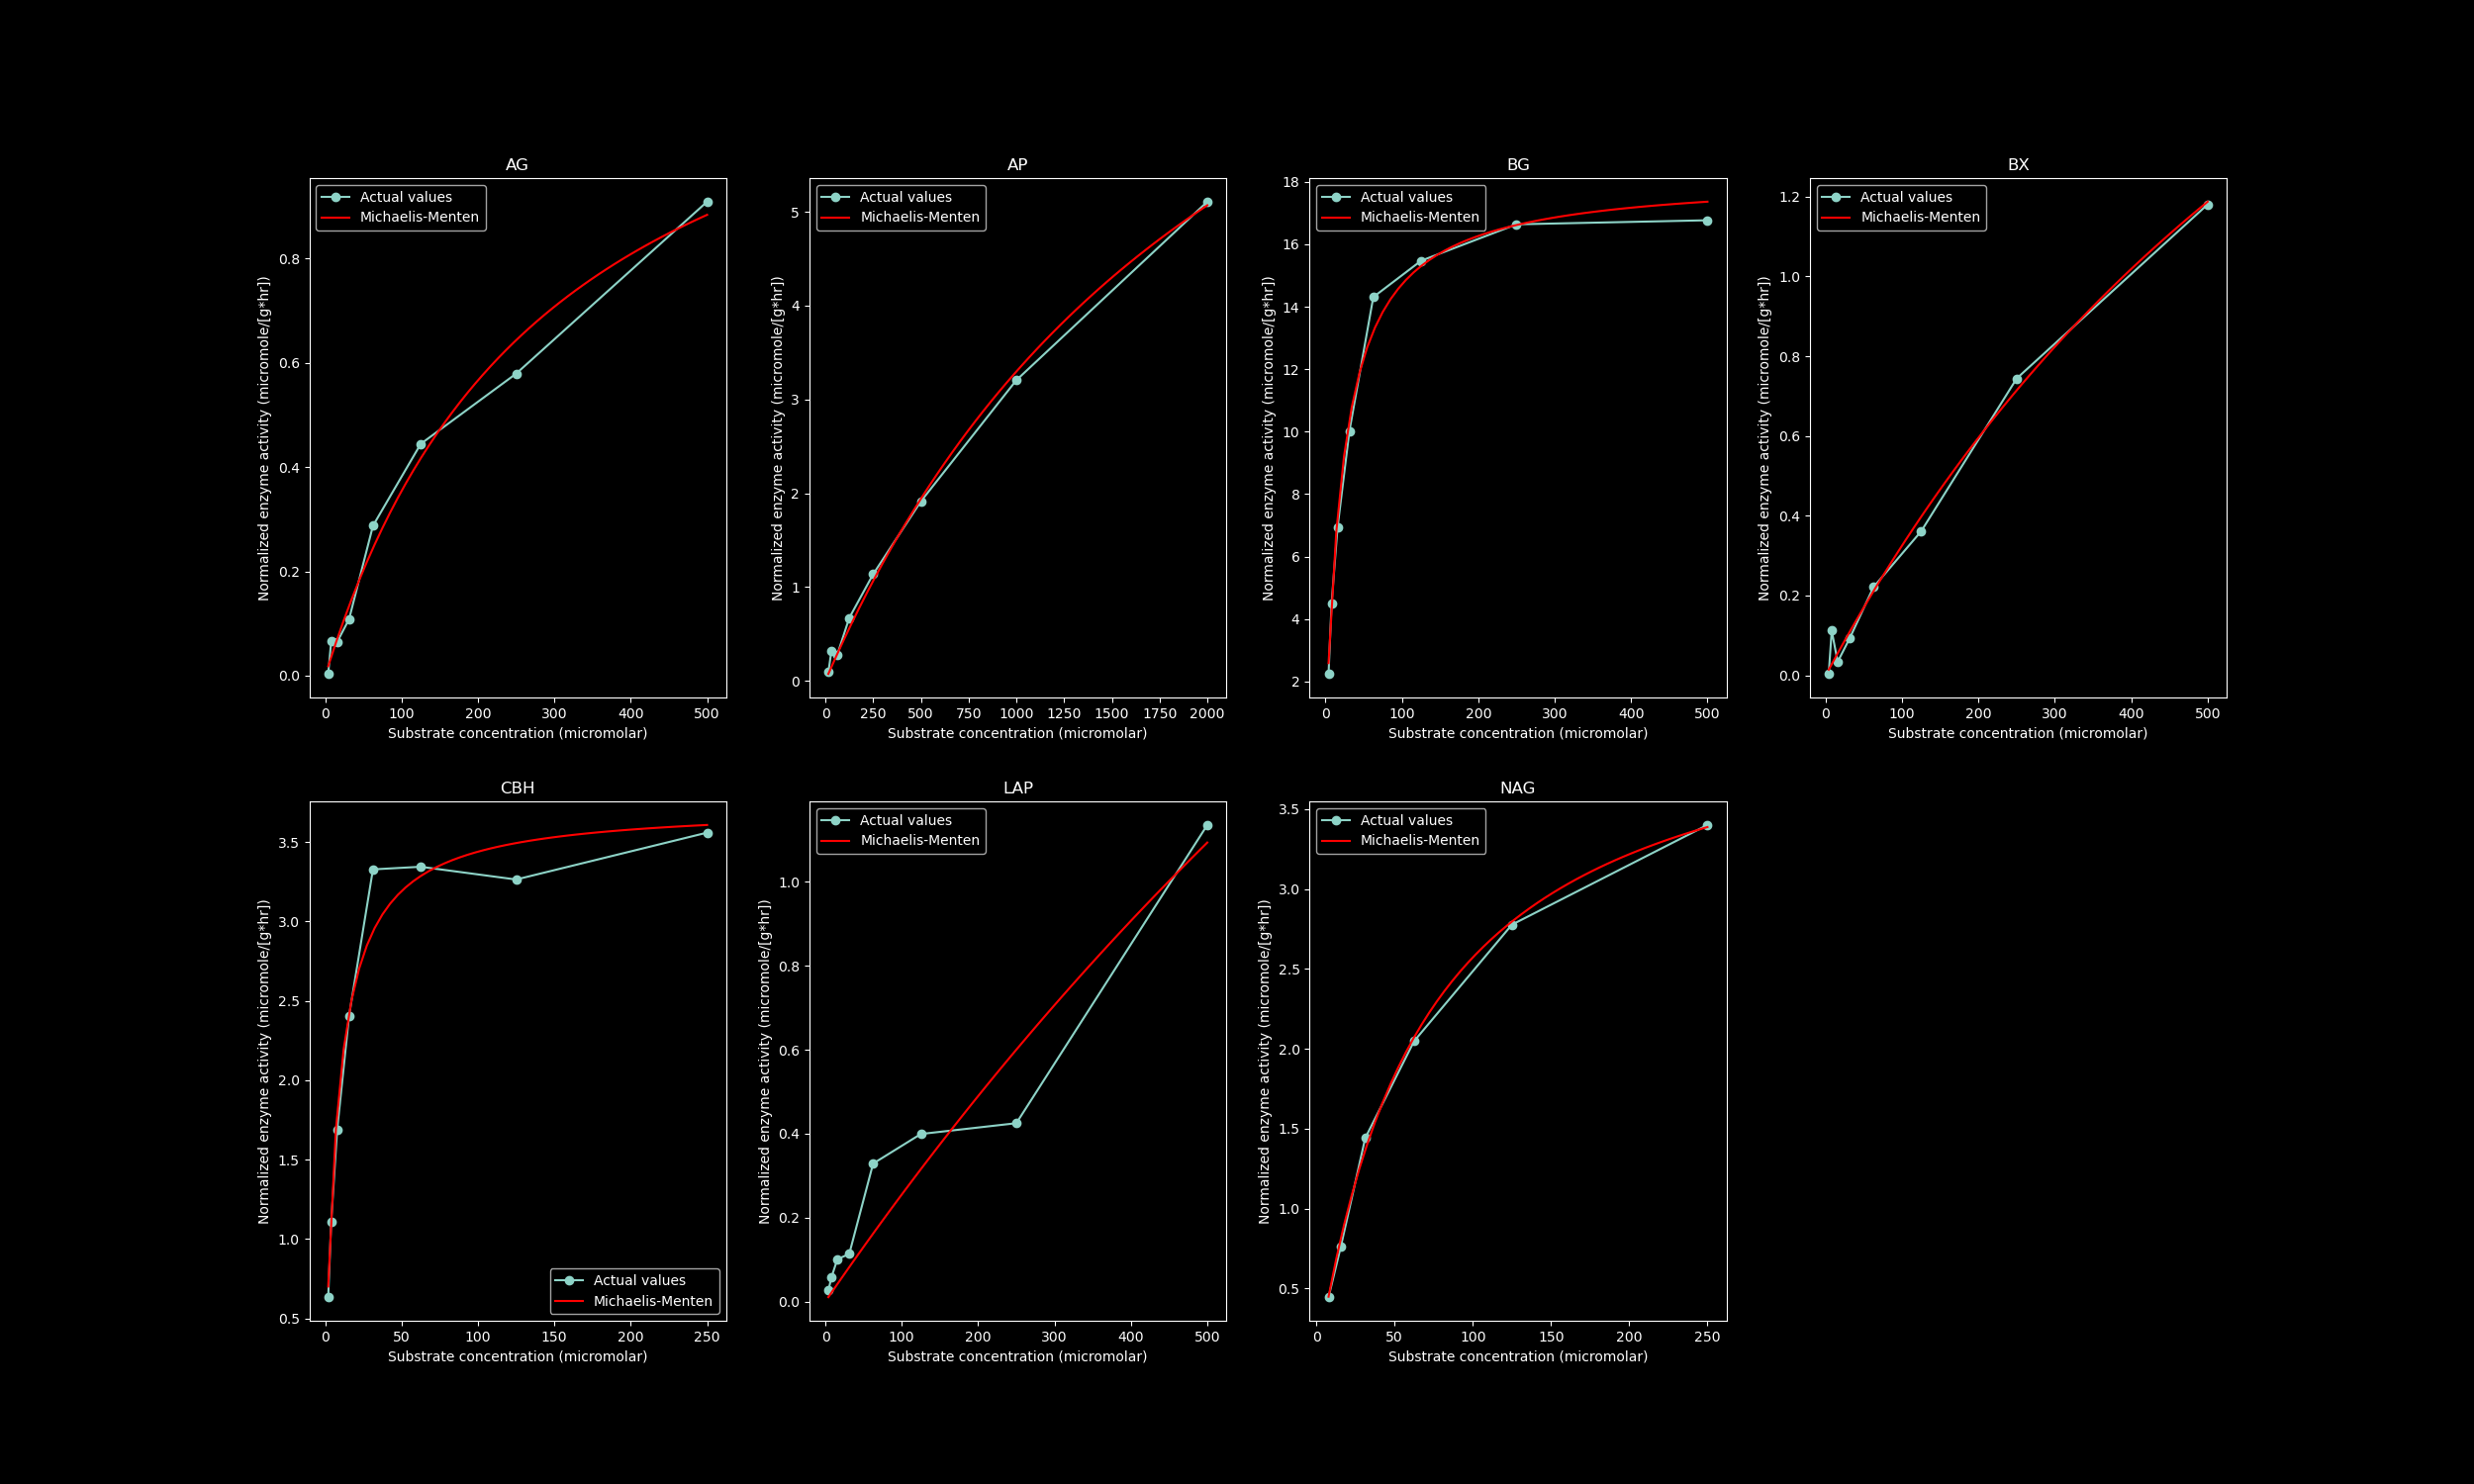 AG
Actual values
Michaelis-Menten
0.8
0.6
0.4
0.2
0.0
Normalized enzyme activity (micromole/[g*hr])
0 100 200 300 400 500
Substrate concentration (micromolar)
AP
Actual values
Michaelis-Menten
5
4
3
2
1
0
Normalized enzyme activity (micromole/[g*hr])
0 250 500 750 1000 1250 1500 1750 2000
Substrate concentration (micromolar)
BG
Actual values
Michaelis-Menten
18
16
14
12
10
8
6
4
2
Normalized enzyme activity (micromole/[g*hr])
0 100 200 300 400 500
Substrate concentration (micromolar)
BX
Actual values
Michaelis-Menten
1.2
1.0
0.8
0.6
0.4
0.2
0.0
Normalized enzyme activity (micromole/[g*hr])
0 100 200 300 400 500
Substrate concentration (micromolar)
CBH
3.5
3.0
2.5
2.0
1.5
1.0
0.5
Normalized enzyme activity (micromole/[g*hr])
Actual values
Michaelis-Menten
0 50 100 150 200 250
Substrate concentration (micromolar)
LAP
Actual values
Michaelis-Menten
1.0
0.8
0.6
0.4
0.2
0.0
Normalized enzyme activity (micromole/[g*hr])
0 100 200 300 400 500
Substrate concentration (micromolar)
NAG
Actual values
Michaelis-Menten
3.5
3.0
2.5
2.0
1.5
1.0
0.5
Normalized enzyme activity (micromole/[g*hr])
0 50 100 150 200 250
Substrate concentration (micromolar)